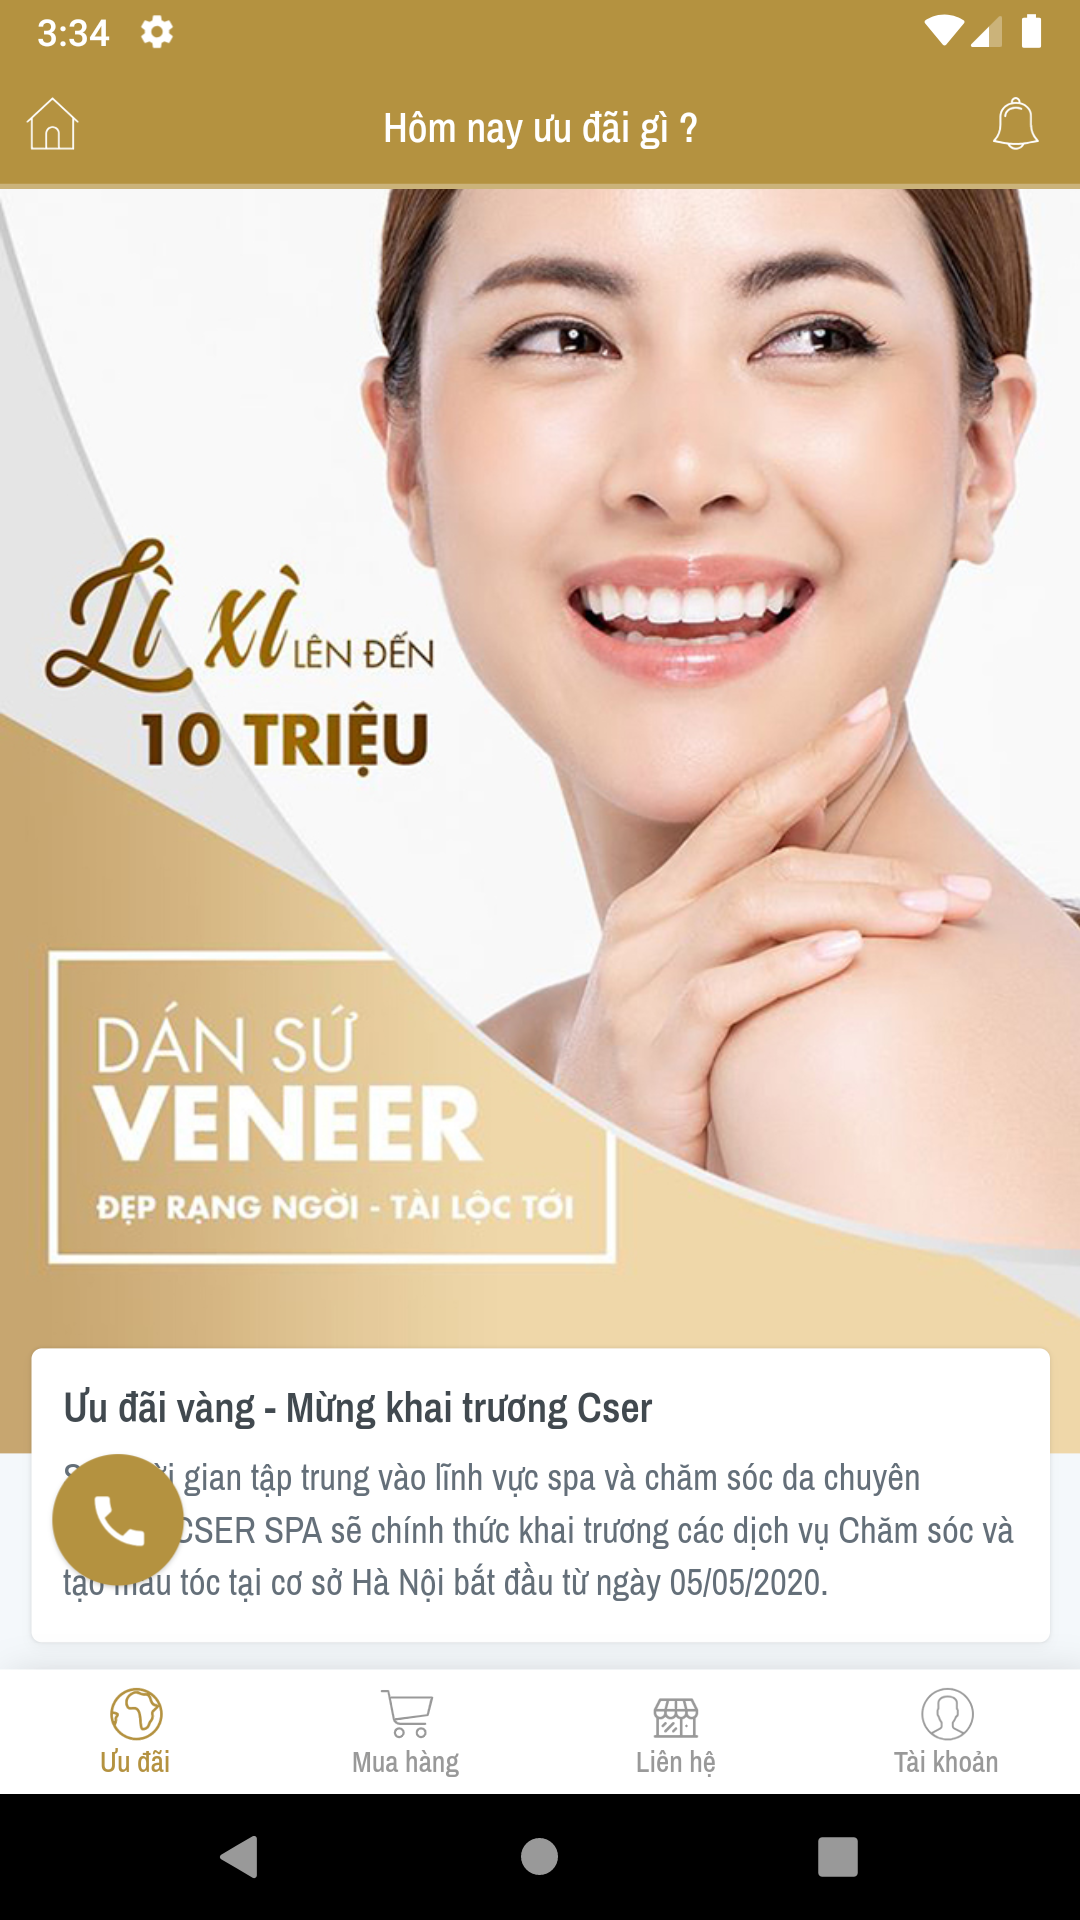 3:34
Hôm nay ưu đãi gì ?
Lì xì LÊN ĐẾN
10 TRIỆU
DÁN SỨ
VENEER
ĐẸP RẠNG NGỜI - TÀI LỘC TỚI
Ưu đãi vàng - Mừng khai trương Cser
gian tập trung vào lĩnh vực spa và chăm sóc da chuyên
CSER SPA sẽ chính thức khai trương các dịch vụ Chăm sóc và
tạo mẫu tóc tại cơ sở Hà Nội bắt đầu từ ngày 05/05/2020.
Ưu đãi
Mua hàng
Liên hệ
Tài khoản